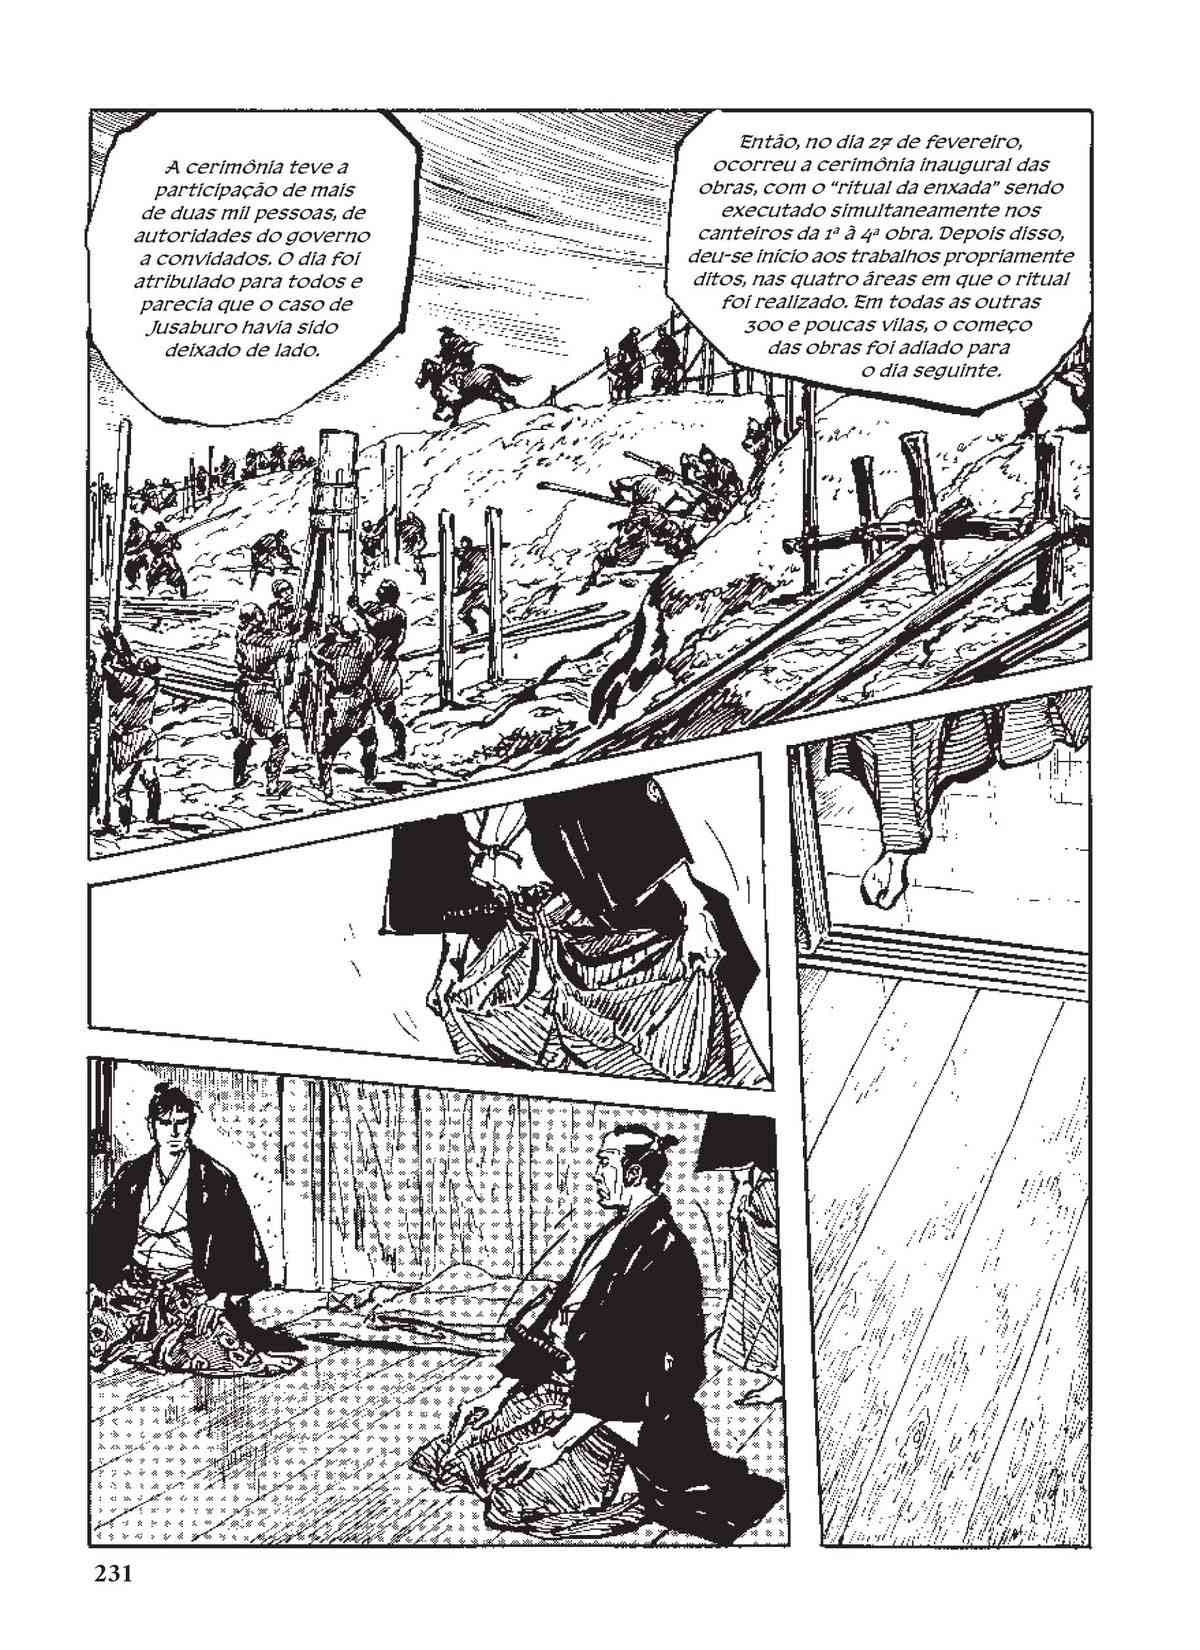 Então, no dia 27 de fevereiro,
ocorreu a cerimônia inaugural das
obras, com o “ritual da enxada” sendo
executado simultaneamente nos
canteiros da 1ª à 4ª obra. Depois disso,
deu-se início aos trabalhos propriamente
ditos, nas quatro áreas em que o ritual
foi realizado. Em todas as outras
300 e poucas vilas, o começo
das obras foi adiado para
o dia seguinte.
A cerimônia teve a
participação de mais
de duas mil pessoas, de
autoridades do governo
a convidados. O dia foi
atribulado para todos e
parecia que o caso de
Jusaburo havia sido
deixado de lado.
231